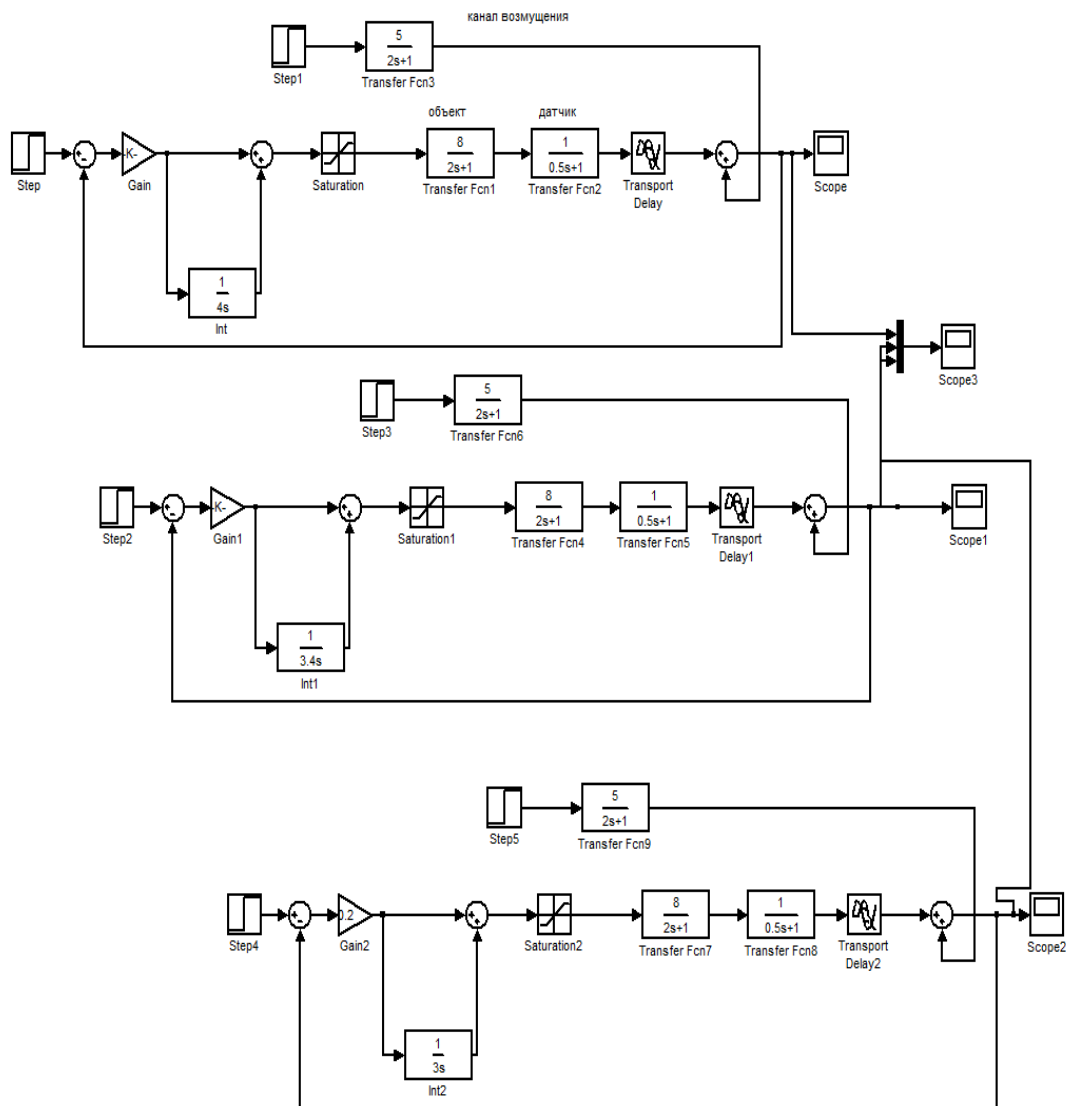 канал возмущения
5
2s+1
Step1
Transfer Fcn3
объект
датчик
Step
-K-
Gain
Saturation
8
2s+1
Transfer Fcn1
1
0.5s+1
Transfer Fcn2
Transport
Delay
Scope
1
4s
Int
Scope3
5
2s+1
Step3
Transfer Fcn6
Step2
-K-
Gain1
Saturation1
8
2s+1
Transfer Fcn4
1
0.5s+1
Transfer Fcn5
Transport
Delay1
Scope1
1
3.4s
Int1
5
2s+1
Step5
Transfer Fcn9
Step4
0.2
Gain2
Saturation2
8
2s+1
Transfer Fcn7
1
0.5s+1
Transfer Fcn8
Transport
Delay2
Scope2
1
3s
Int2